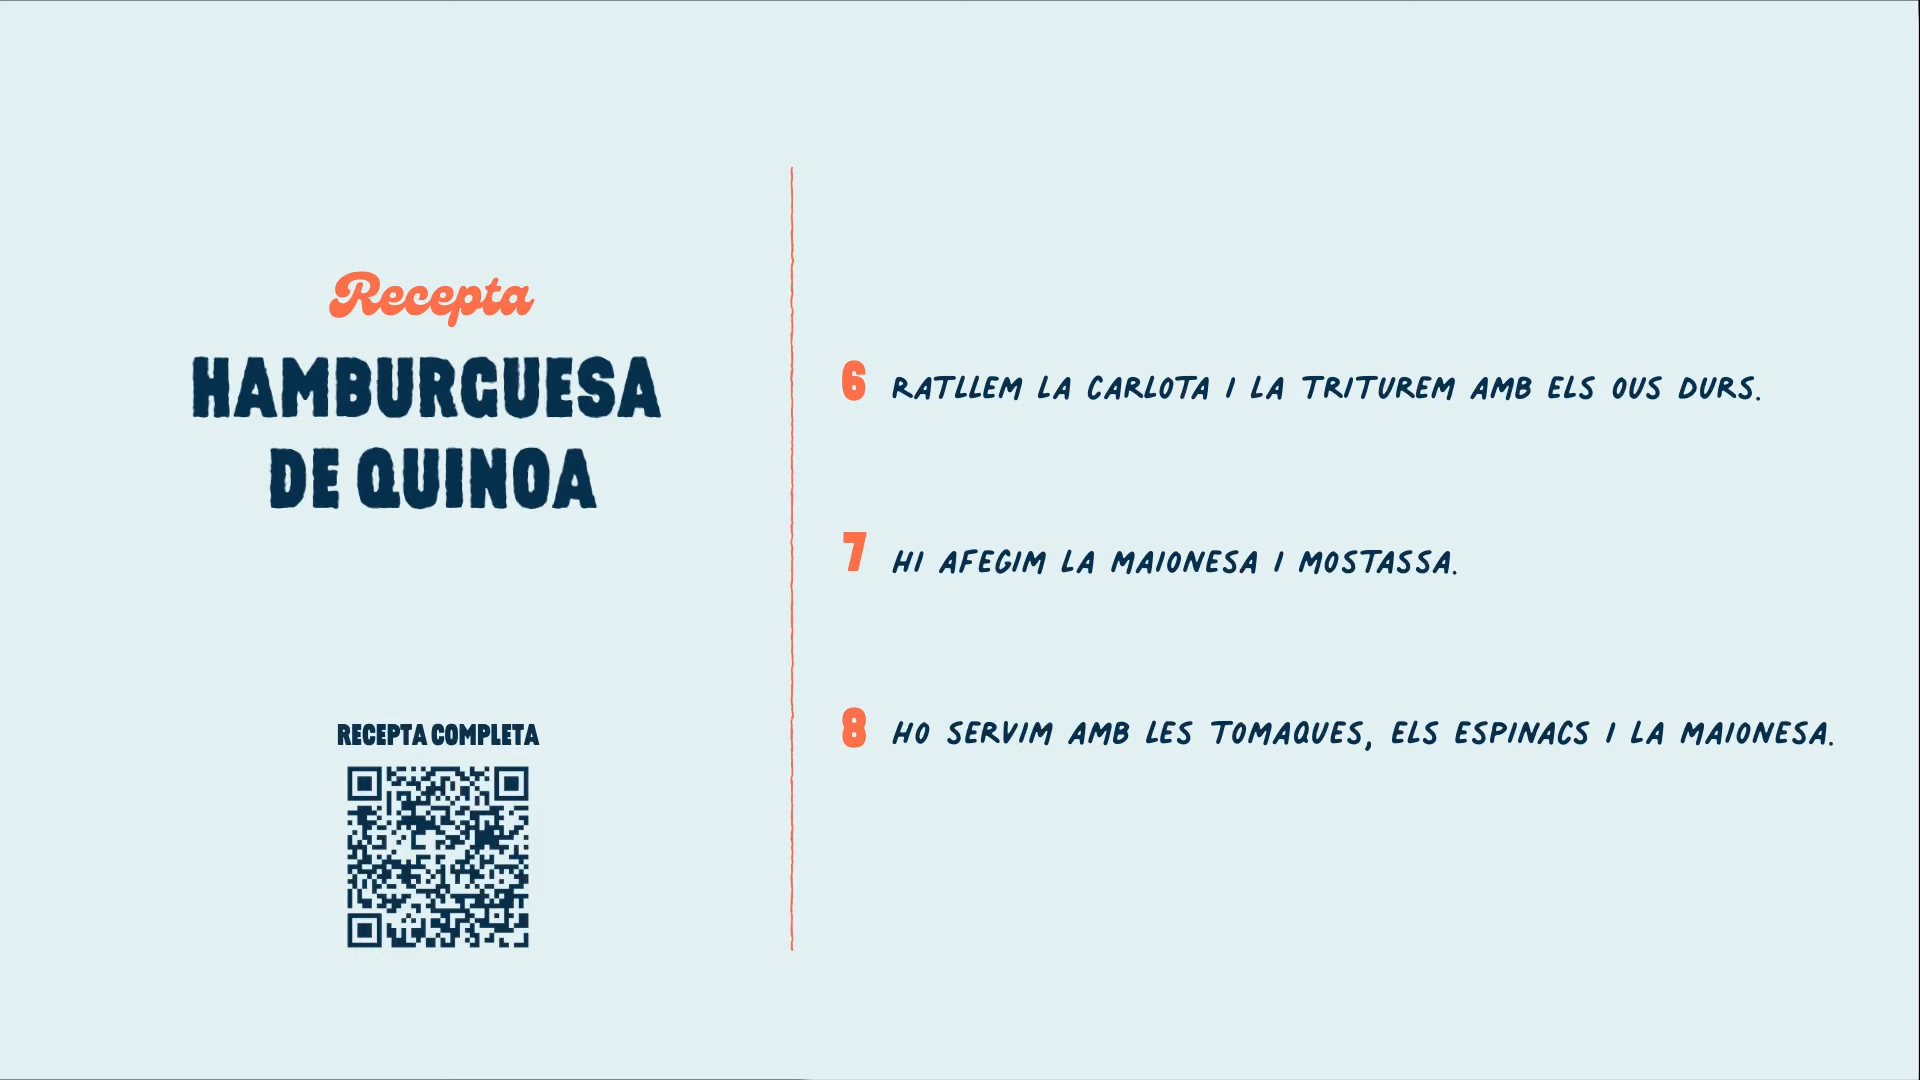 Recepta
HAMBURGUESA
DE QUINOA
RECEPTA COMPLETA
6 RATLLEM LA CARLOTA I LA TRITUREM AMB ELS OUS DURS.
7 HI AFEGIM LA MAIONESA I MOSTASSA.
8 HO SERVIM AMB LES TOMAQUES, ELS ESPINACS I LA MAIONESA.